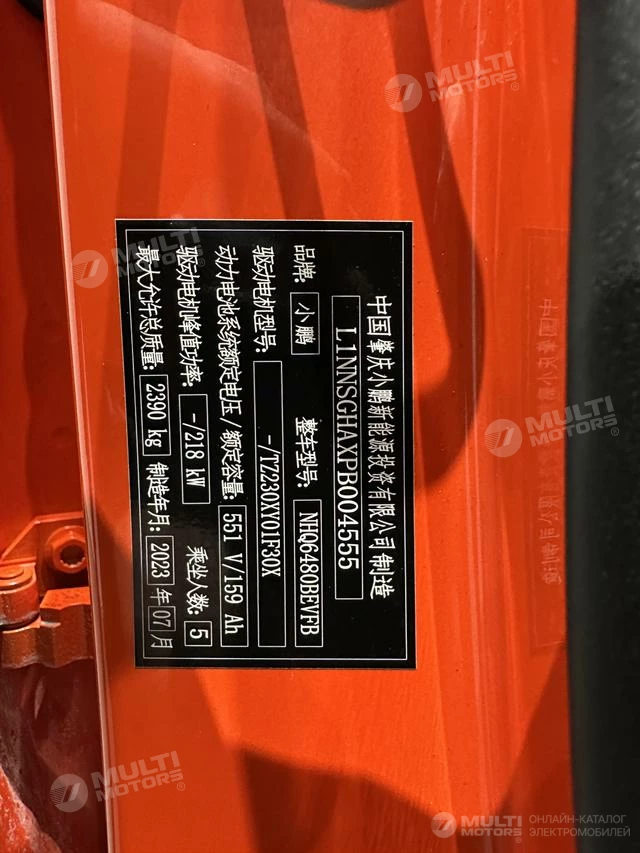 中国肇庆小鹏新能源投资有限公司 制造
L1NNSGHAXPB004555
品牌: 小鹏 整车型号: NHQ6480BEVFB
驱动电机型号: -/TZ230XY01F30X
动力电池系统额定电压/额定容量: 551 V/159 Ah
驱动电机峰值功率: -/218 kW 乘坐人数: 5
最大允许总质量: 2390 kg 制造年月: 2023 年 07 月
MULTI MOTORS®
MULTI MOTORS®
MULTI MOTORS®
MULTI MOTORS®
MULTI MOTORS® ОНЛАЙН-КАТАЛОГ
ЭЛЕКТРОМОБИЛЕЙ